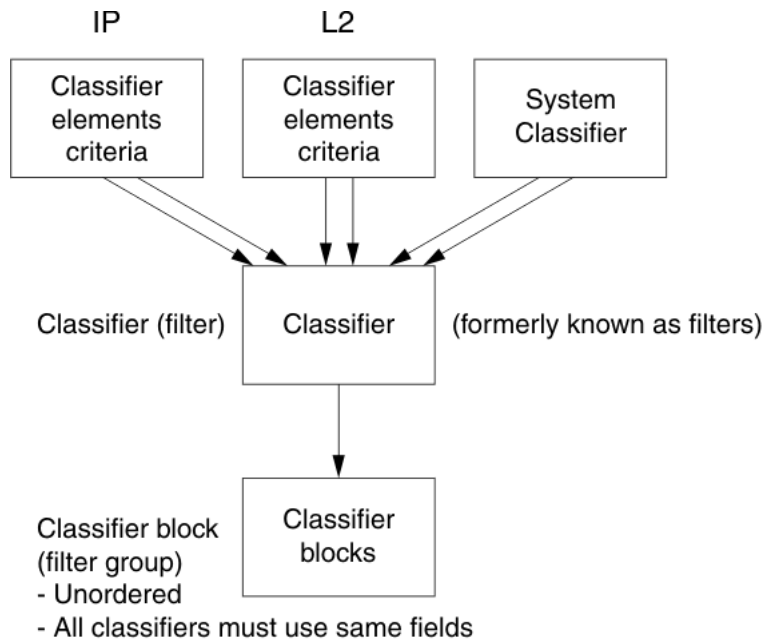 IP
L2
Classifier
elements
criteria
Classifier
elements
criteria
System
Classifier
Classifier (filter)
Classifier
(formerly known as filters)
Classifier block
(filter group)
- Unordered
- All classifiers must use same fields
Classifier
blocks